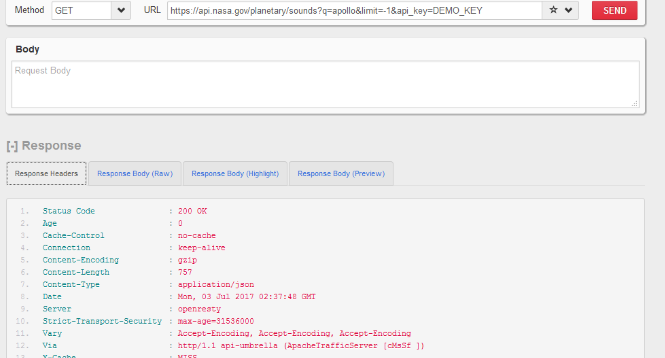 Method GET URL https://api.nasa.gov/planetary/sounds?q=apollo&limit=-1&api_key=DEMO_KEY SEND
Body
Request Body
[-] Response
Response Headers Response Body (Raw) Response Body (Highlight) Response Body (Preview)
1. Status Code : 200 OK
2. Age : 0
3. Cache-Control : no-cache
4. Connection : keep-alive
5. Content-Encoding : gzip
6. Content-Length : 757
7. Content-Type : application/json
8. Date : Mon, 03 Jul 2017 02:37:48 GMT
9. Server : openresty
10. Strict-Transport-Security : max-age=31536000
11. Vary : Accept-Encoding, Accept-Encoding, Accept-Encoding
12. Via : http/1.1 api-umbrella (ApacheTrafficServer [cMsSf ])
13. X-Cache : MISS